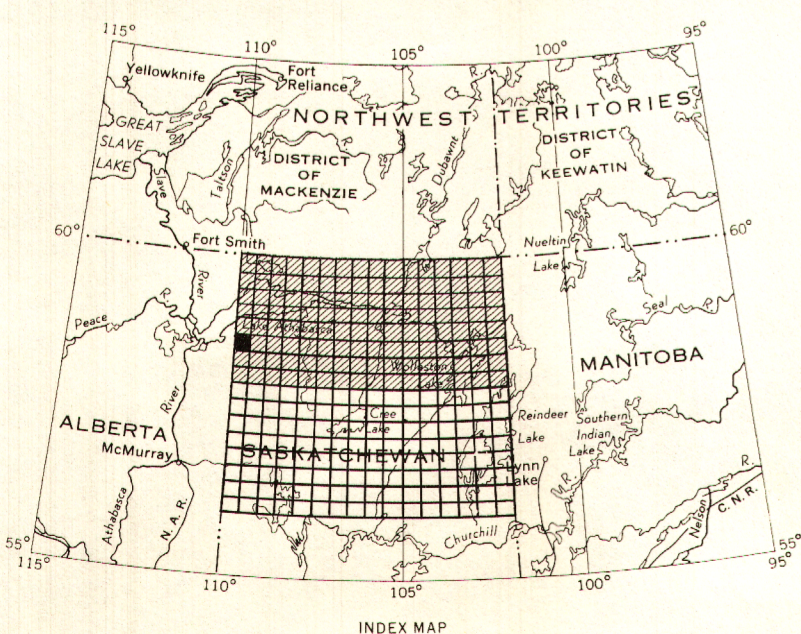 115°
110°
105°
100°
95°
Yellowknife
Fort
Reliance
R.
R.
NORTHWEST TERRITORIES
GREAT
SLAVE
LAKE
Slave
Taltson
DISTRICT
OF
MACKENZIE
Dubawnt
DISTRICT
OF
KEEWATIN
60°
Fort Smith
Nueltin
Lake
60°
River
Peace
R.
Lake Athabasca
Seal
R.
Wollaston
Lake
MANITOBA
River
ALBERTA
McMurray
Cree
Lake
SASKATCHEWAN
Reindeer
Lake
Southern
Indian
Lake
Lynn
Lake
R.
R.
Athabasca
N.A.R.
Churchill
Nelson
C.N.R.
55°
115°
110°
105°
100°
55°
95°
INDEX MAP